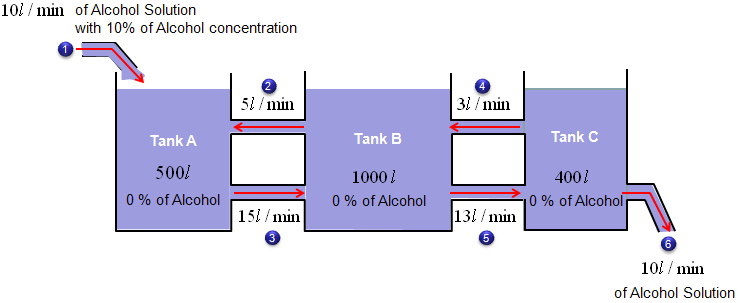 10l / min of Alcohol Solution
with 10% of Alcohol concentration
1
2
4
5l / min
3l / min
Tank A
Tank B
Tank C
500l
1000 l
400l
0 % of Alcohol
0 % of Alcohol
0 % of Alcohol
15l / min
13l / min
3
5
6
10l / min
of Alcohol Solution